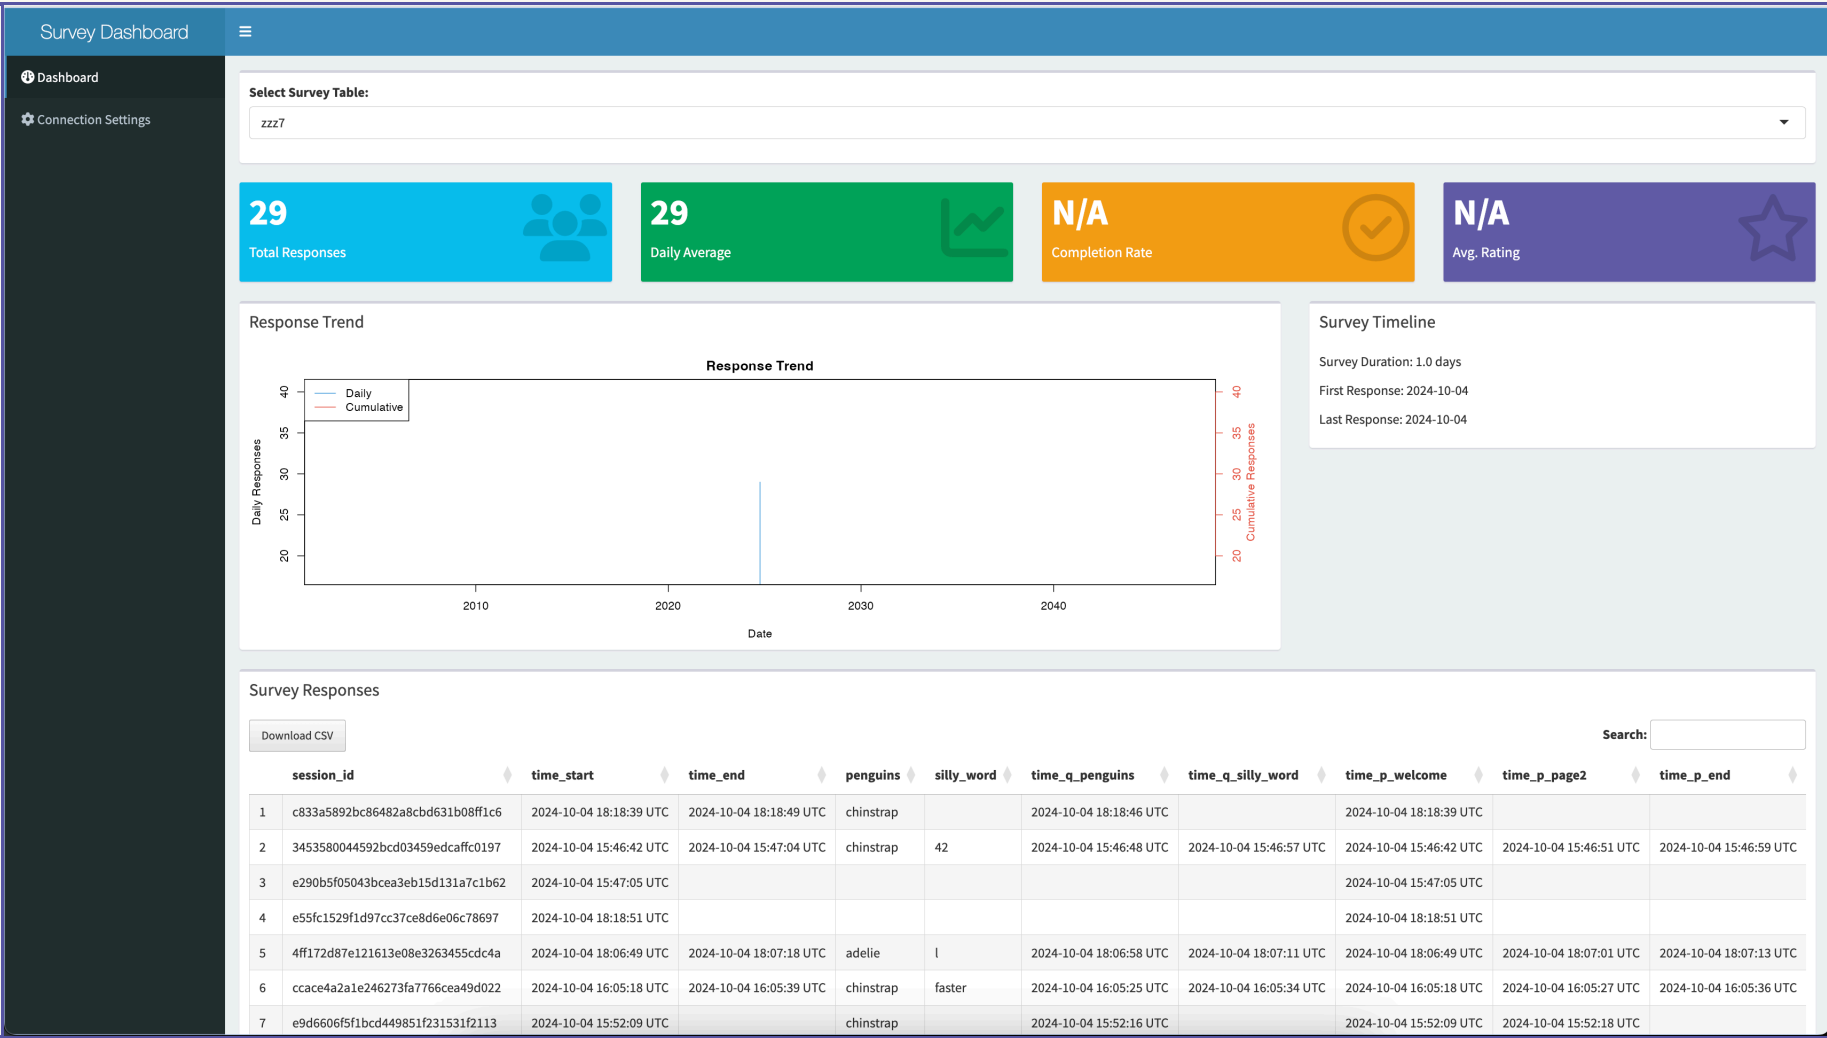 Survey Dashboard
Dashboard
Connection Settings
Select Survey Table:
zzz7
29
Total Responses
29
Daily Average
N/A
Completion Rate
N/A
Avg. Rating
Response Trend
Response Trend
Daily
Cumulative
40
35
30
25
20
Daily Responses
40
35
30
25
20
Cumulative Responses
2010 2020 2030 2040
Date
Survey Timeline
Survey Duration: 1.0 days
First Response: 2024-10-04
Last Response: 2024-10-04
Survey Responses
Download CSV
Search:
session_id time_start time_end penguins silly_word time_q_penguins time_q_silly_word time_p_welcome time_p_page2 time_p_end
1 c833a5892bc86482a8cbd631b08ff1c6 2024-10-04 18:18:39 UTC 2024-10-04 18:18:49 UTC chinstrap 2024-10-04 18:18:46 UTC 2024-10-04 18:18:39 UTC
2 3453580044592bcd03459edcaffc0197 2024-10-04 15:46:42 UTC 2024-10-04 15:47:04 UTC chinstrap 42 2024-10-04 15:46:48 UTC 2024-10-04 15:46:57 UTC 2024-10-04 15:46:42 UTC 2024-10-04 15:46:51 UTC 2024-10-04 15:46:59 UTC
3 e290b5f05043bcea3eb15d131a7c1b62 2024-10-04 15:47:05 UTC 2024-10-04 15:47:05 UTC
4 e55fc1529f1d97cc37ce8d6e06c78697 2024-10-04 18:18:51 UTC 2024-10-04 18:18:51 UTC
5 4ff172d87e121613e08e3263455cdc4a 2024-10-04 18:06:49 UTC 2024-10-04 18:07:18 UTC adelie l 2024-10-04 18:06:58 UTC 2024-10-04 18:07:11 UTC 2024-10-04 18:06:49 UTC 2024-10-04 18:07:01 UTC 2024-10-04 18:07:13 UTC
6 ccace4a2a1e246273fa7766cea49d022 2024-10-04 16:05:18 UTC 2024-10-04 16:05:39 UTC chinstrap faster 2024-10-04 16:05:25 UTC 2024-10-04 16:05:34 UTC 2024-10-04 16:05:18 UTC 2024-10-04 16:05:27 UTC 2024-10-04 16:05:36 UTC
7 e9d6606f5f1bcd449851f231531f2113 2024-10-04 15:52:09 UTC chinstrap 2024-10-04 15:52:16 UTC 2024-10-04 15:52:09 UTC 2024-10-04 15:52:18 UTC